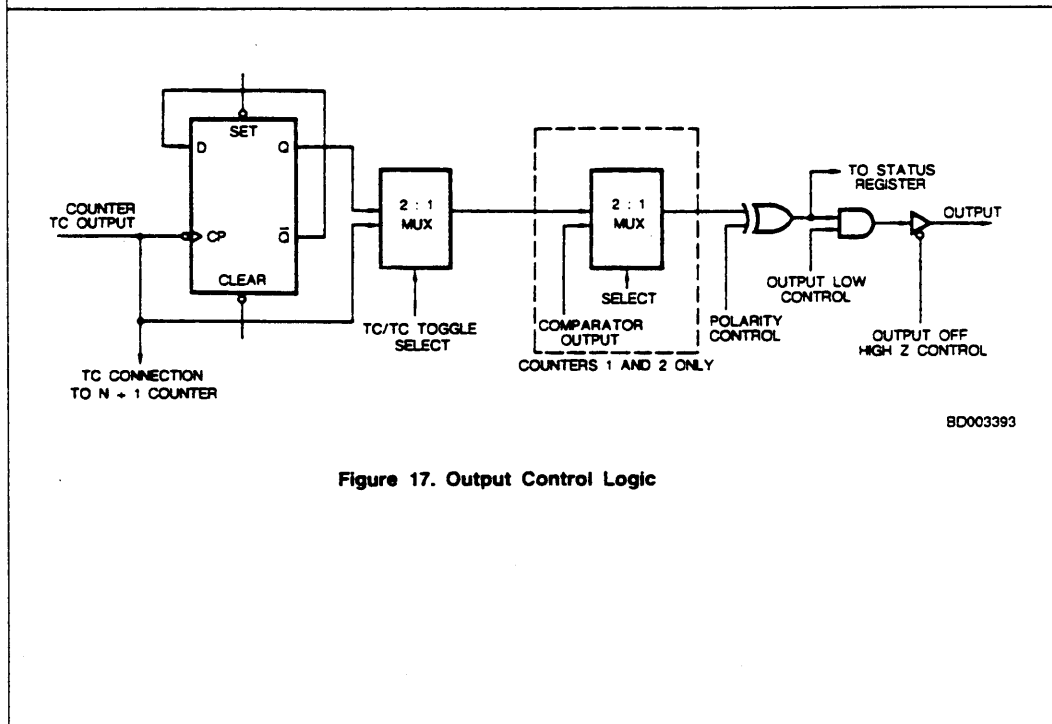 SET
D
Q
COUNTER
TC OUTPUT
CP
Q̅
CLEAR
2 : 1
MUX
TC/TC TOGGLE
SELECT
TC CONNECTION
TO N + 1 COUNTER
2 : 1
MUX
SELECT
COMPARATOR
OUTPUT
COUNTERS 1 AND 2 ONLY
POLARITY
CONTROL
TO STATUS
REGISTER
OUTPUT LOW
CONTROL
OUTPUT
OUTPUT OFF
HIGH Z CONTROL
BD003393
Figure 17. Output Control Logic